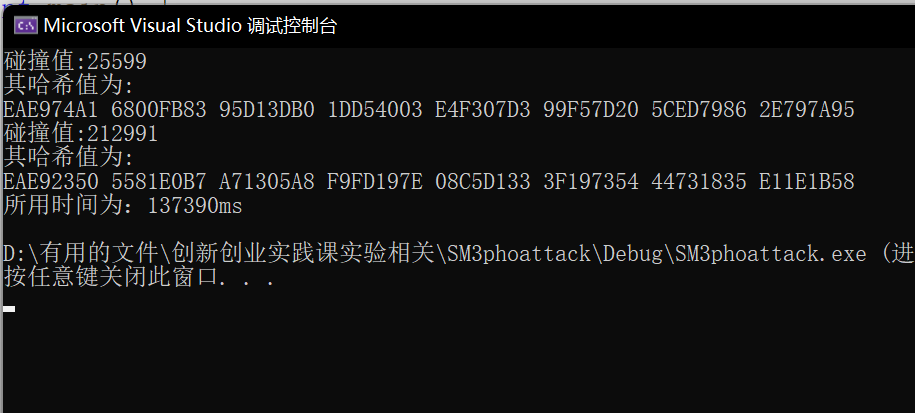 Microsoft Visual Studio 调试控制台
碰撞值:25599
其哈希值为:
EAE974A1 6800FB83 95D13DB0 1DD54003 E4F307D3 99F57D20 5CED7986 2E797A95
碰撞值:212991
其哈希值为:
EAE92350 5581E0B7 A71305A8 F9FD197E 08C5D133 3F197354 44731835 E11E1B58
所用时间为：137390ms
D:\有用的文件\创新创业实践课实验相关\SM3phoattack\Debug\SM3phoattack.exe (进
按任意键关闭此窗口. . .